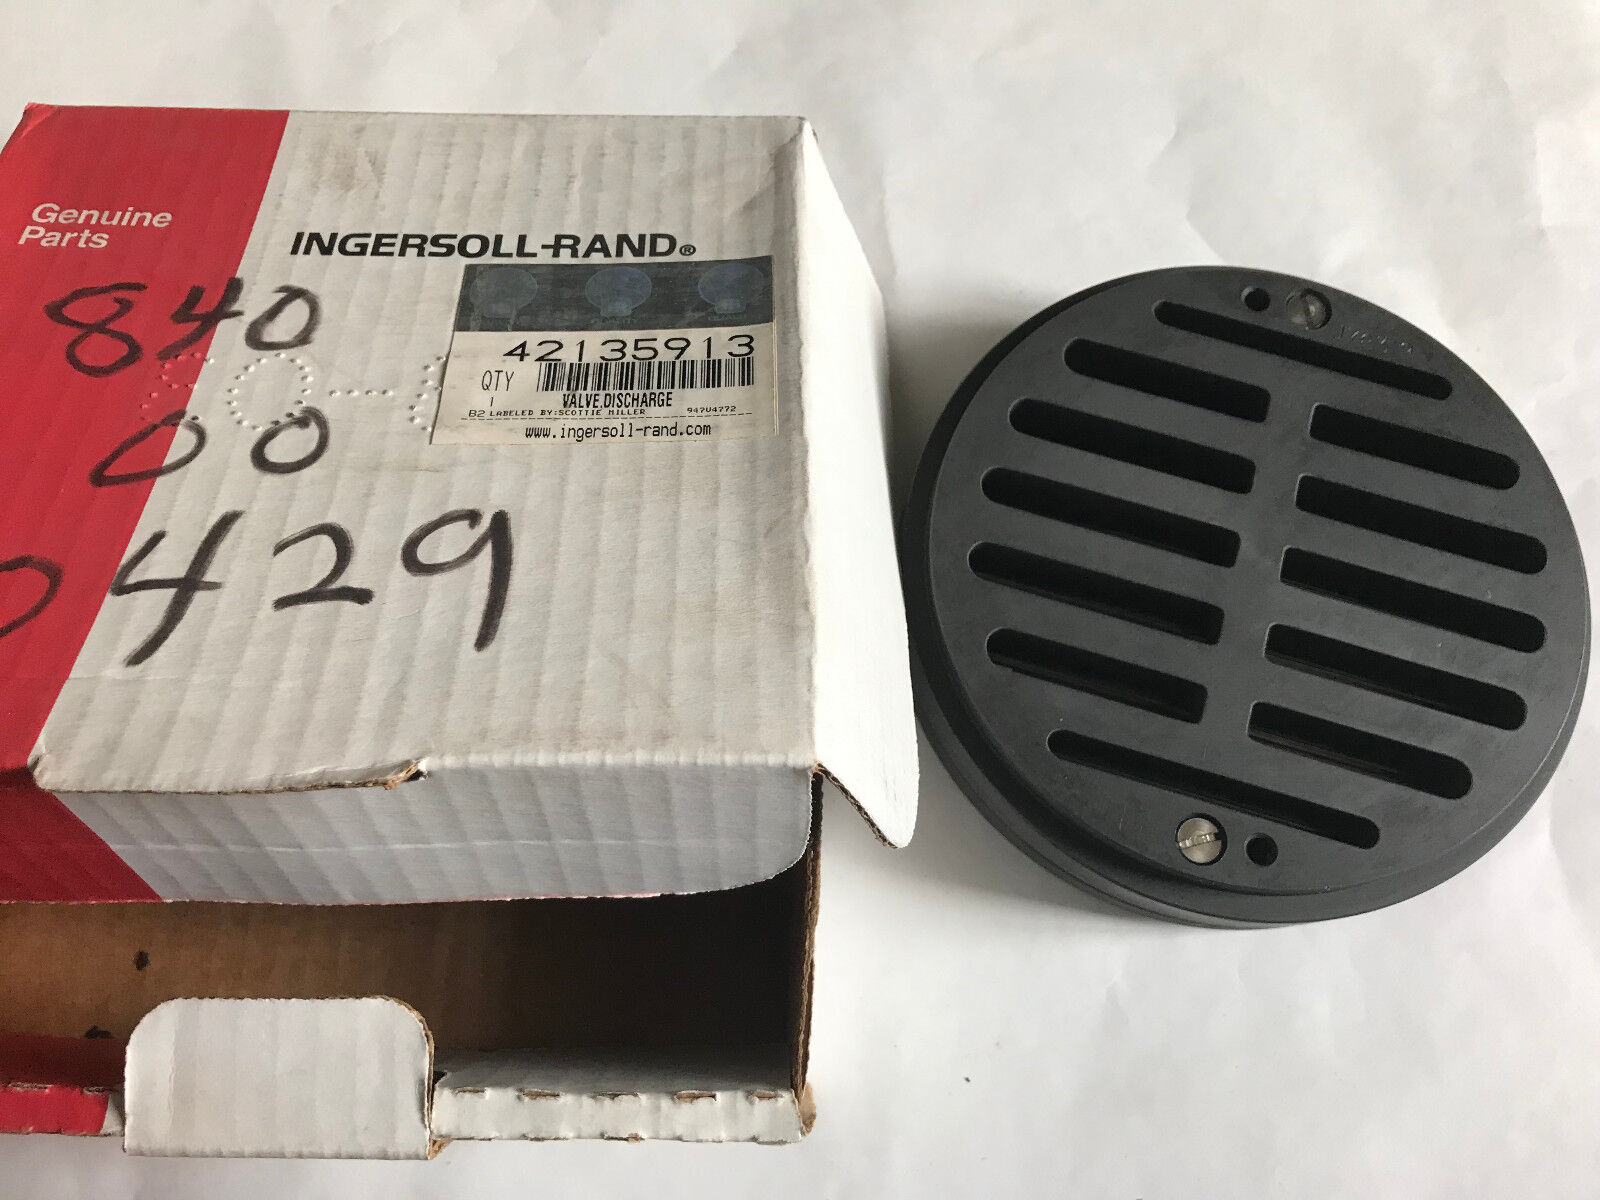 Genuine
Parts
INGERSOLL-RAND®
840
00
0429
42135913
QTY
1
VALVE,DISCHARGE
B2 LABELED BY:SCOTTIE MILLER 947U4772
www.ingersoll-rand.com